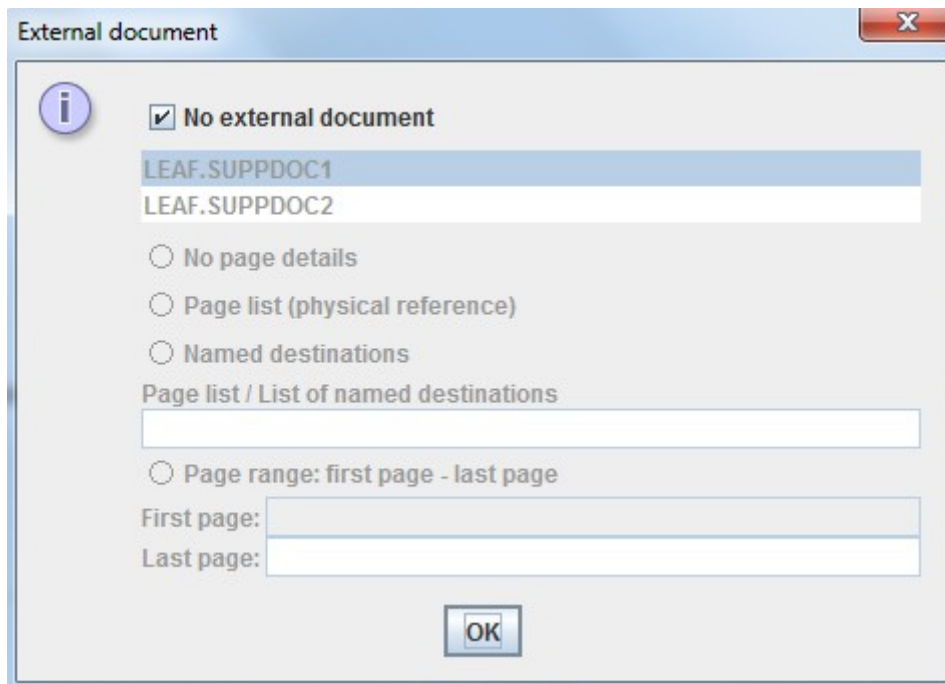 External document
No external document
LEAF.SUPPDOC1
LEAF.SUPPDOC2
No page details
Page list (physical reference)
Named destinations
Page list / List of named destinations
Page range: first page - last page
First page:
Last page:
OK